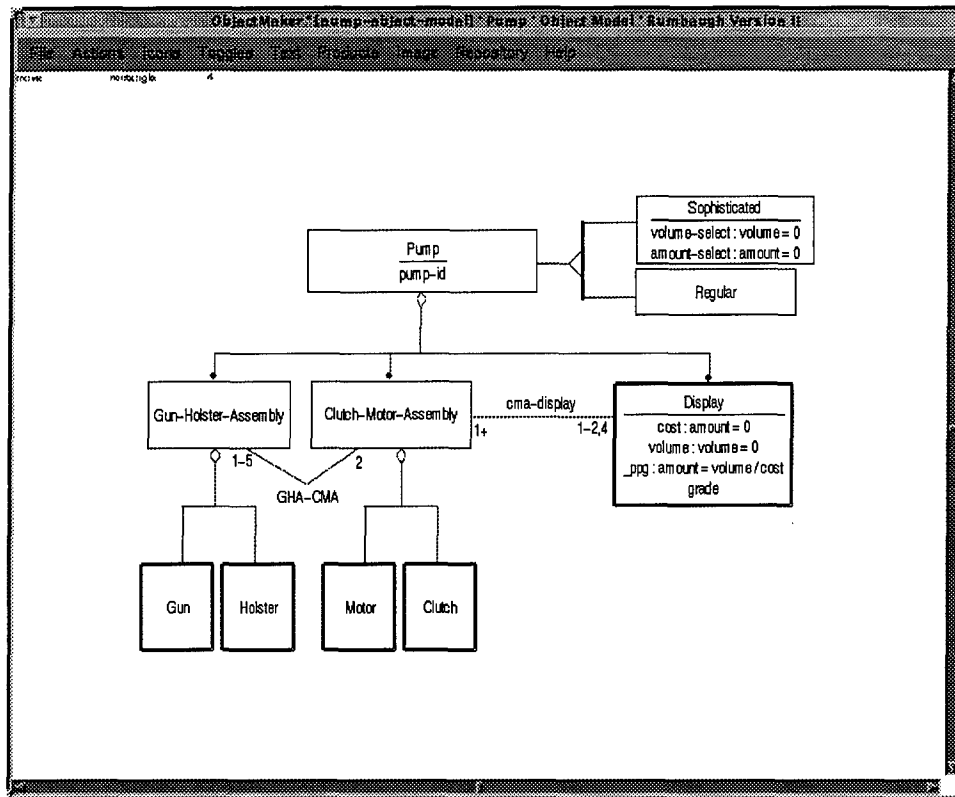 ObjectMaker * [pump-object-model] * Pump * Object Model * Rumbaugh Version II
File Actions Icons Toggles Text Products Image Repository Help
Sophisticated
volume-select : volume = 0
amount-select : amount = 0
Pump
pump-id
Regular
Gun-Holster-Assembly
Clutch-Motor-Assembly
cma-display
1+
1-2,4
Display
cost : amount = 0
volume : volume = 0
_ppg : amount = volume / cost
grade
1-5
2
GHA-CMA
Gun
Holster
Motor
Clutch